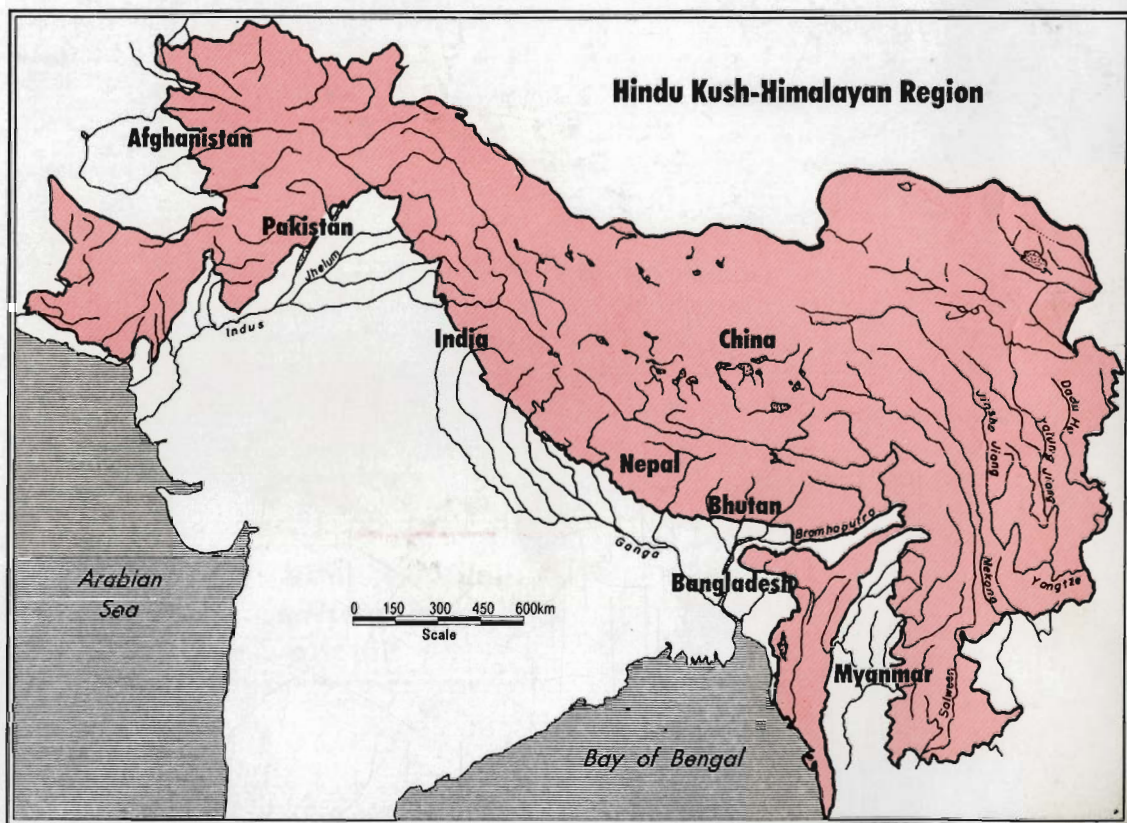 Hindu Kush-Himalayan Region
Afghanistan
Pakistan
Jhelum
Indus
India
China
Jinsha Jiang
Yalung Jiang
Dadu He
Nepal
Bhutan
Bramhaputra
Ganga
Bangladesh
Mekong
Yangtze
Arabian
Sea
0 150 300 450 600km
Scale
Myanmar
Salween
Bay of Bengal